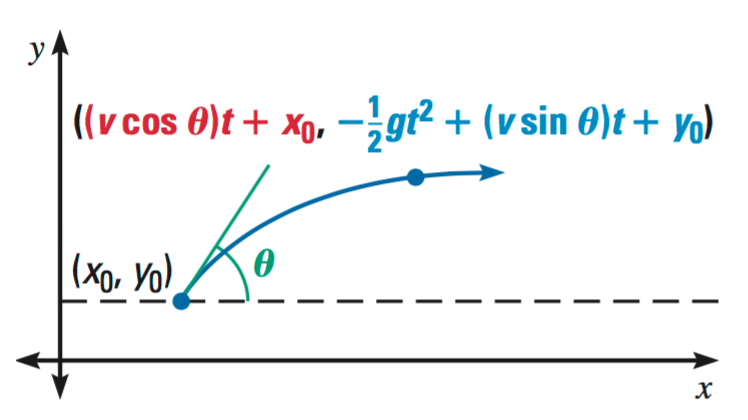 y
((v cos θ)t + x₀, −½gt² + (v sin θ)t + y₀)
(x₀, y₀)
θ
x